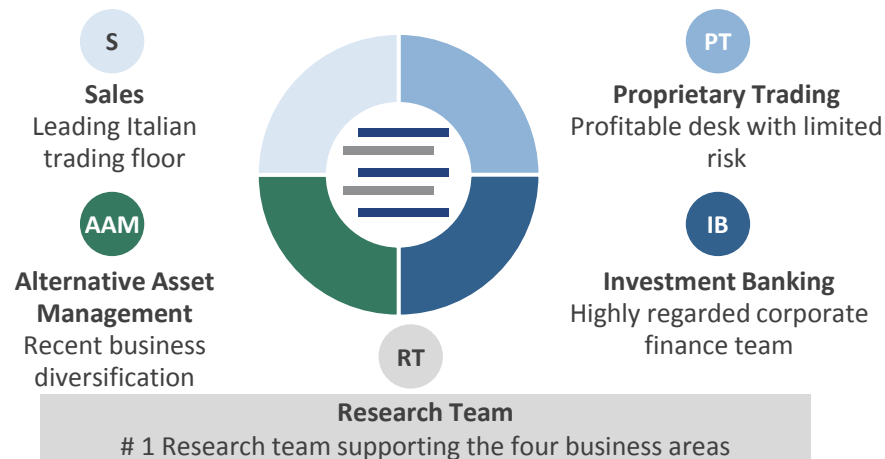 S
Sales
Leading Italian
trading floor
PT
Proprietary Trading
Profitable desk with limited
risk
AAM
Alternative Asset
Management
Recent business
diversification
IB
Investment Banking
Highly regarded corporate
finance team
RT
Research Team
# 1 Research team supporting the four business areas